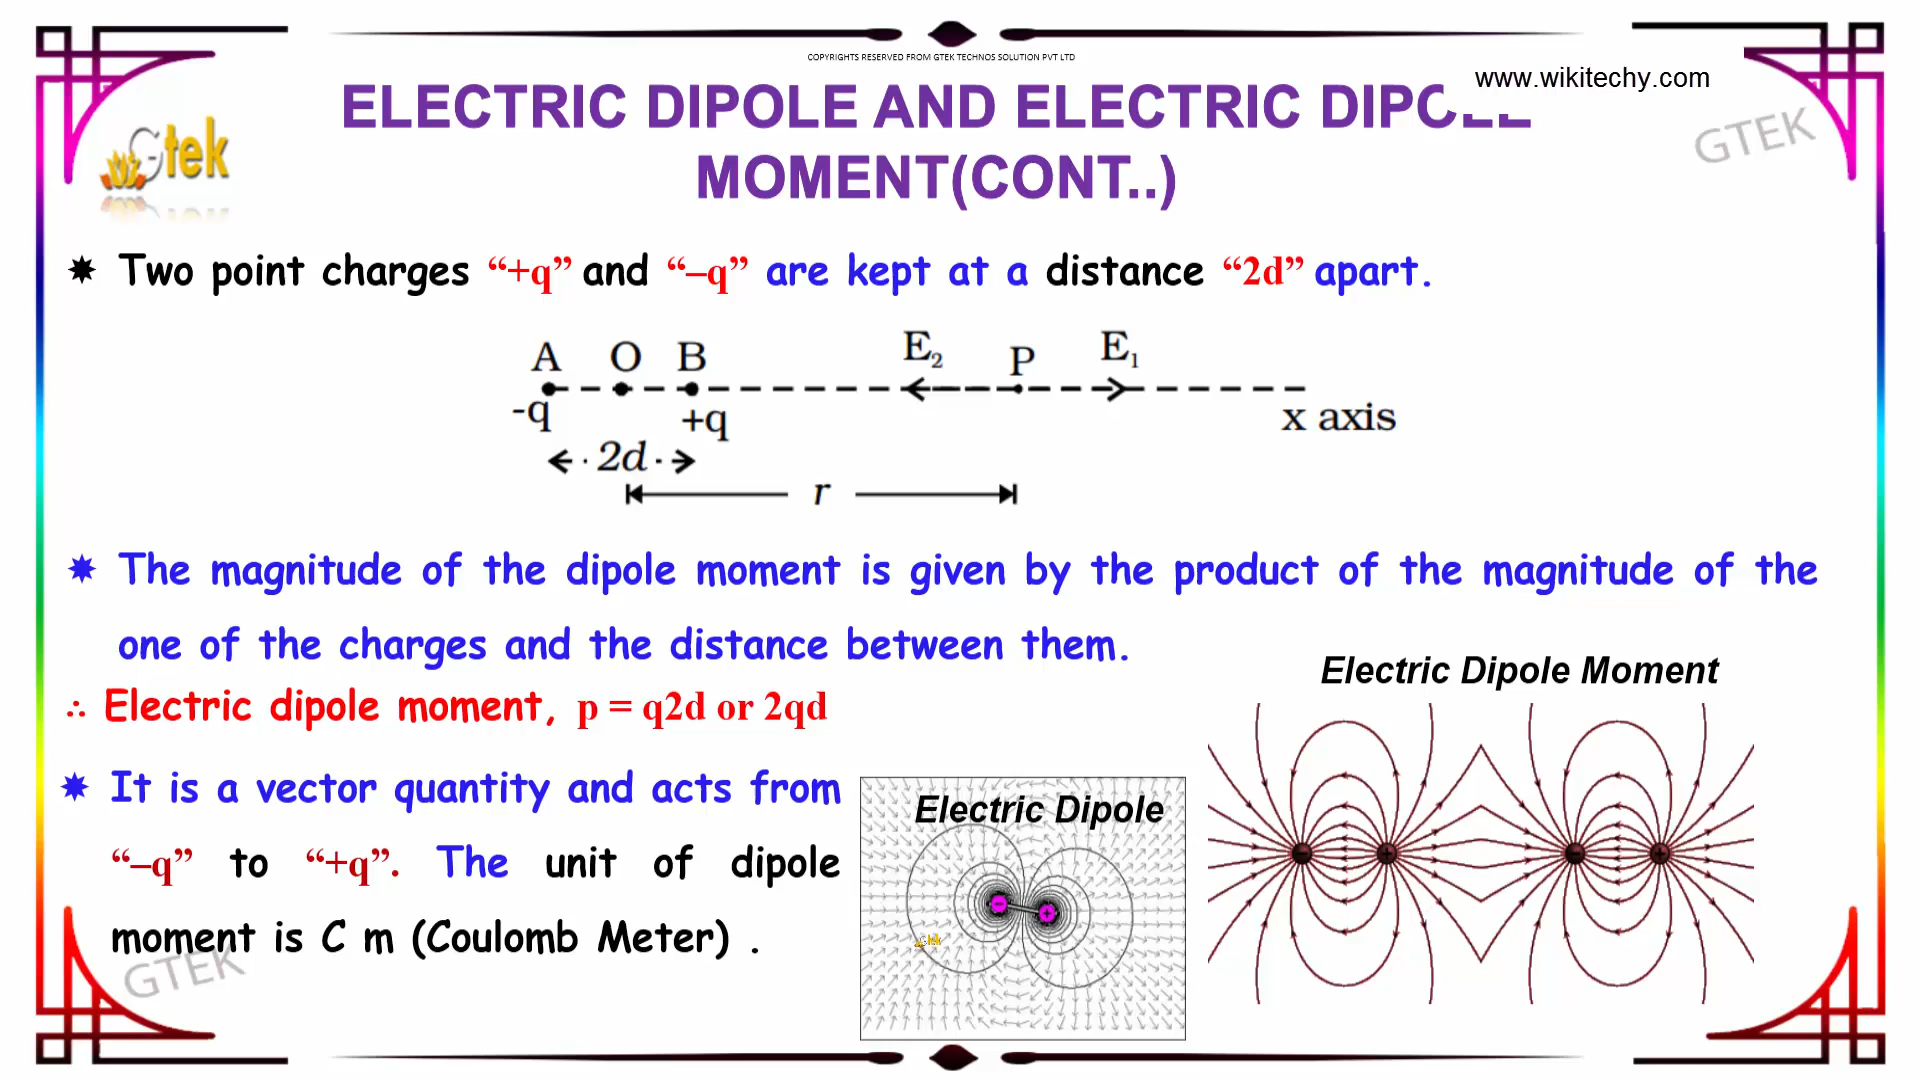 COPYRIGHTS RESERVED FROM GTEK TECHNOS SOLUTION PVT LTD
www.wikitechy.com
ELECTRIC DIPOLE AND ELECTRIC DIPOLE
MOMENT(CONT..)
Gtek
GTEK
✷ Two point charges “+q” and “–q” are kept at a distance “2d” apart.
A O B E₂ P E₁
-q +q x axis
2d
r
✷ The magnitude of the dipole moment is given by the product of the magnitude of the
one of the charges and the distance between them.
∴ Electric dipole moment, p = q2d or 2qd
✷ It is a vector quantity and acts from
“–q” to “+q”. The unit of dipole
moment is C m (Coulomb Meter) .
GTEK
Electric Dipole
- +
Gtek
Electric Dipole Moment
- + - +